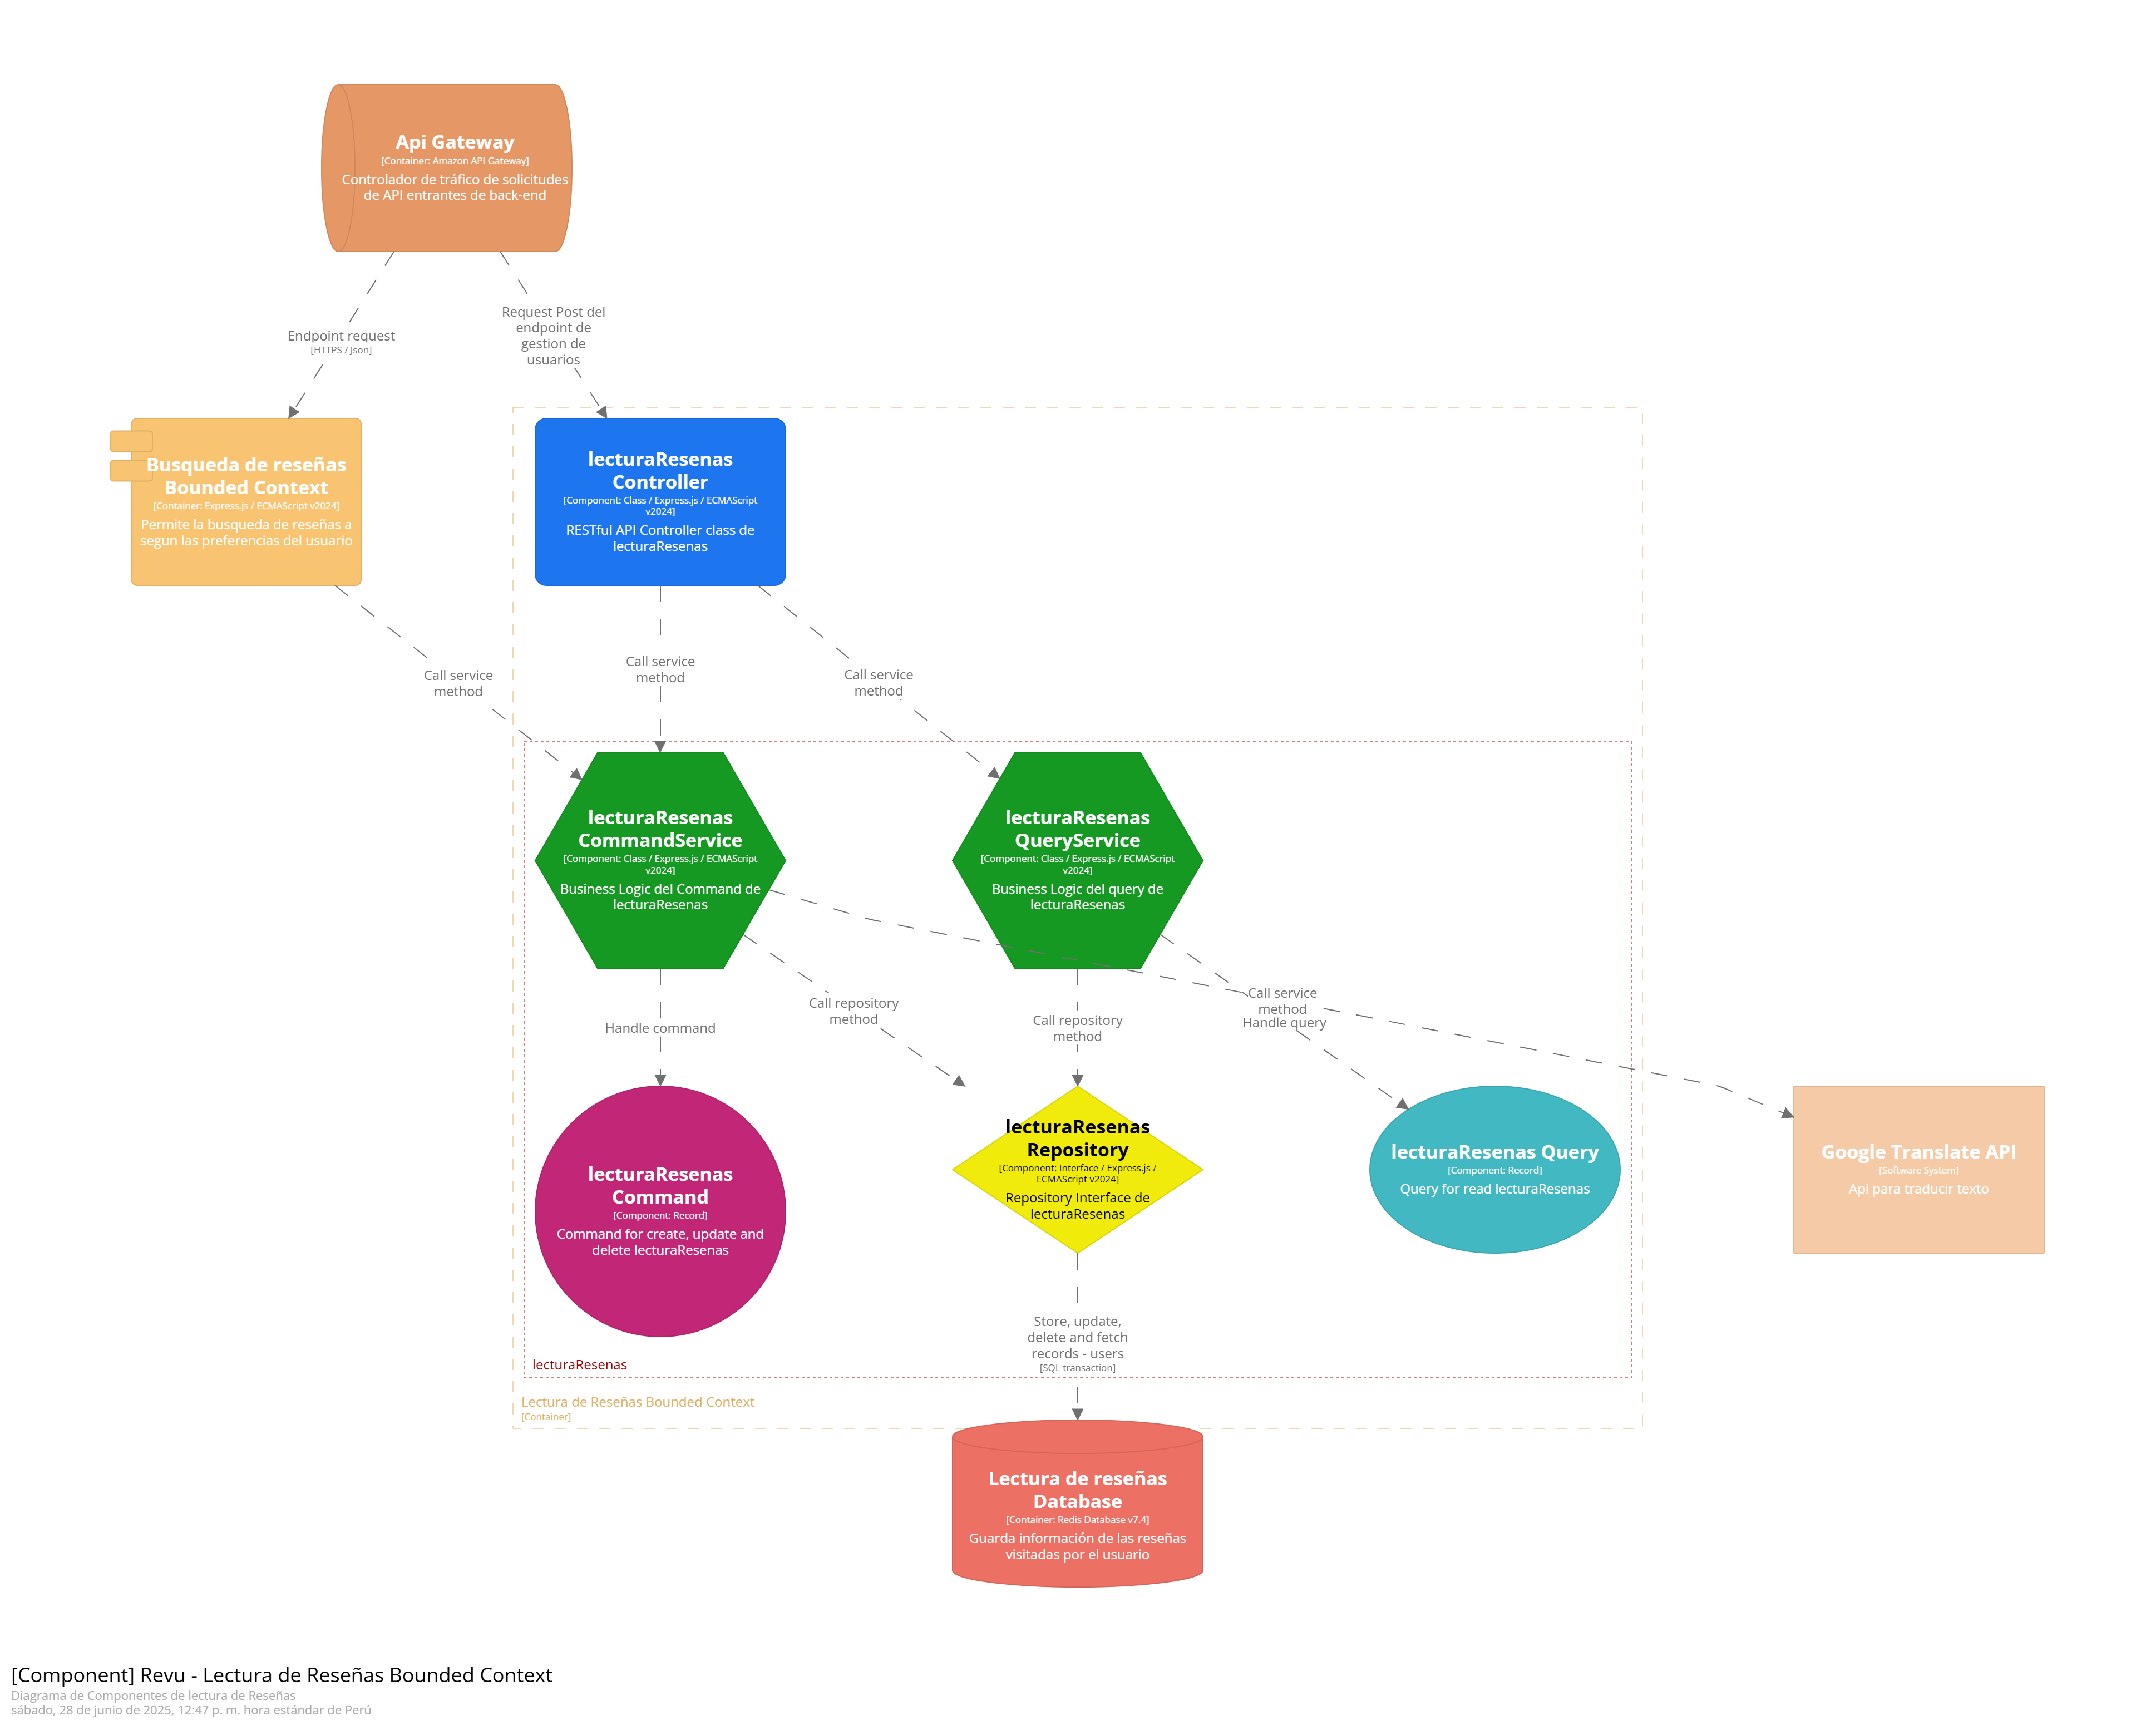 Api Gateway
[Container: Amazon API Gateway]
Controlador de tráfico de solicitudes
de API entrantes de back-end
Endpoint request
[HTTPS / Json]
Request Post del
endpoint de
gestion de
usuarios
Busqueda de reseñas
Bounded Context
[Container: Express.js / ECMAScript v2024]
Permite la busqueda de reseñas a
segun las preferencias del usuario
lecturaResenas
Controller
[Component: Class / Express.js / ECMAScript
v2024]
RESTful API Controller class de
lecturaResenas
Call service
method
Call service
method
Call service
method
lecturaResenas
CommandService
[Component: Class / Express.js / ECMAScript
v2024]
Business Logic del Command de
lecturaResenas
lecturaResenas
QueryService
[Component: Class / Express.js / ECMAScript
v2024]
Business Logic del query de
lecturaResenas
Handle command
Call repository
method
Call repository
method
Call service
method
Handle query
lecturaResenas
Command
[Component: Record]
Command for create, update and
delete lecturaResenas
lecturaResenas
Repository
[Component: Interface / Express.js /
ECMAScript v2024]
Repository Interface de
lecturaResenas
lecturaResenas Query
[Component: Record]
Query for read lecturaResenas
Google Translate API
[Software System]
Api para traducir texto
Store, update,
delete and fetch
records - users
[SQL transaction]
lecturaResenas
Lectura de Reseñas Bounded Context
[Container]
Lectura de reseñas
Database
[Container: Redis Database v7.4]
Guarda información de las reseñas
visitadas por el usuario
[Component] Revu - Lectura de Reseñas Bounded Context
Diagrama de Componentes de lectura de Reseñas
sábado, 28 de junio de 2025, 12:47 p. m. hora estándar de Perú